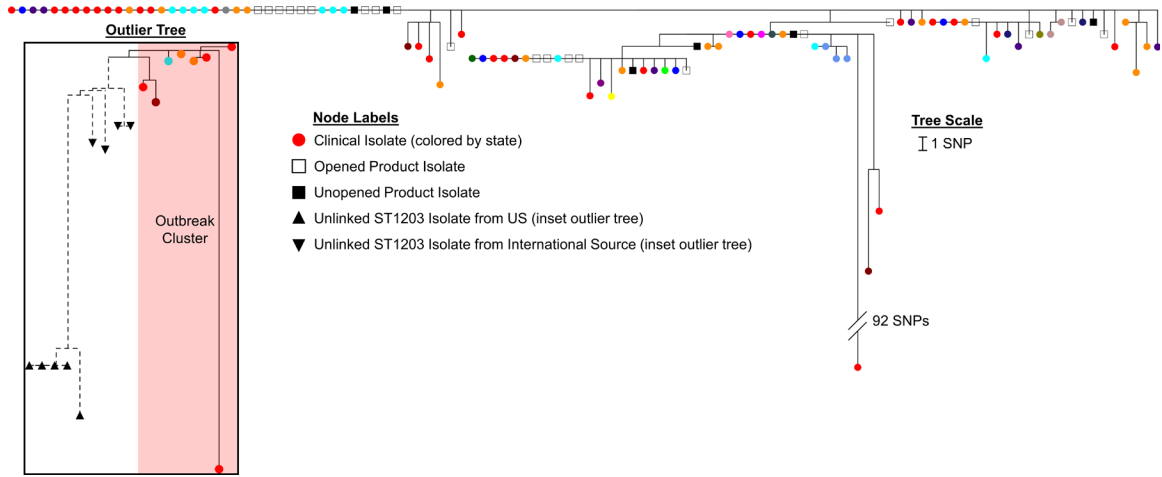 Outlier Tree
Outbreak
Cluster
Node Labels
Clinical Isolate (colored by state)
Opened Product Isolate
Unopened Product Isolate
Unlinked ST1203 Isolate from US (inset outlier tree)
Unlinked ST1203 Isolate from International Source (inset outlier tree)
Tree Scale
1 SNP
92 SNPs